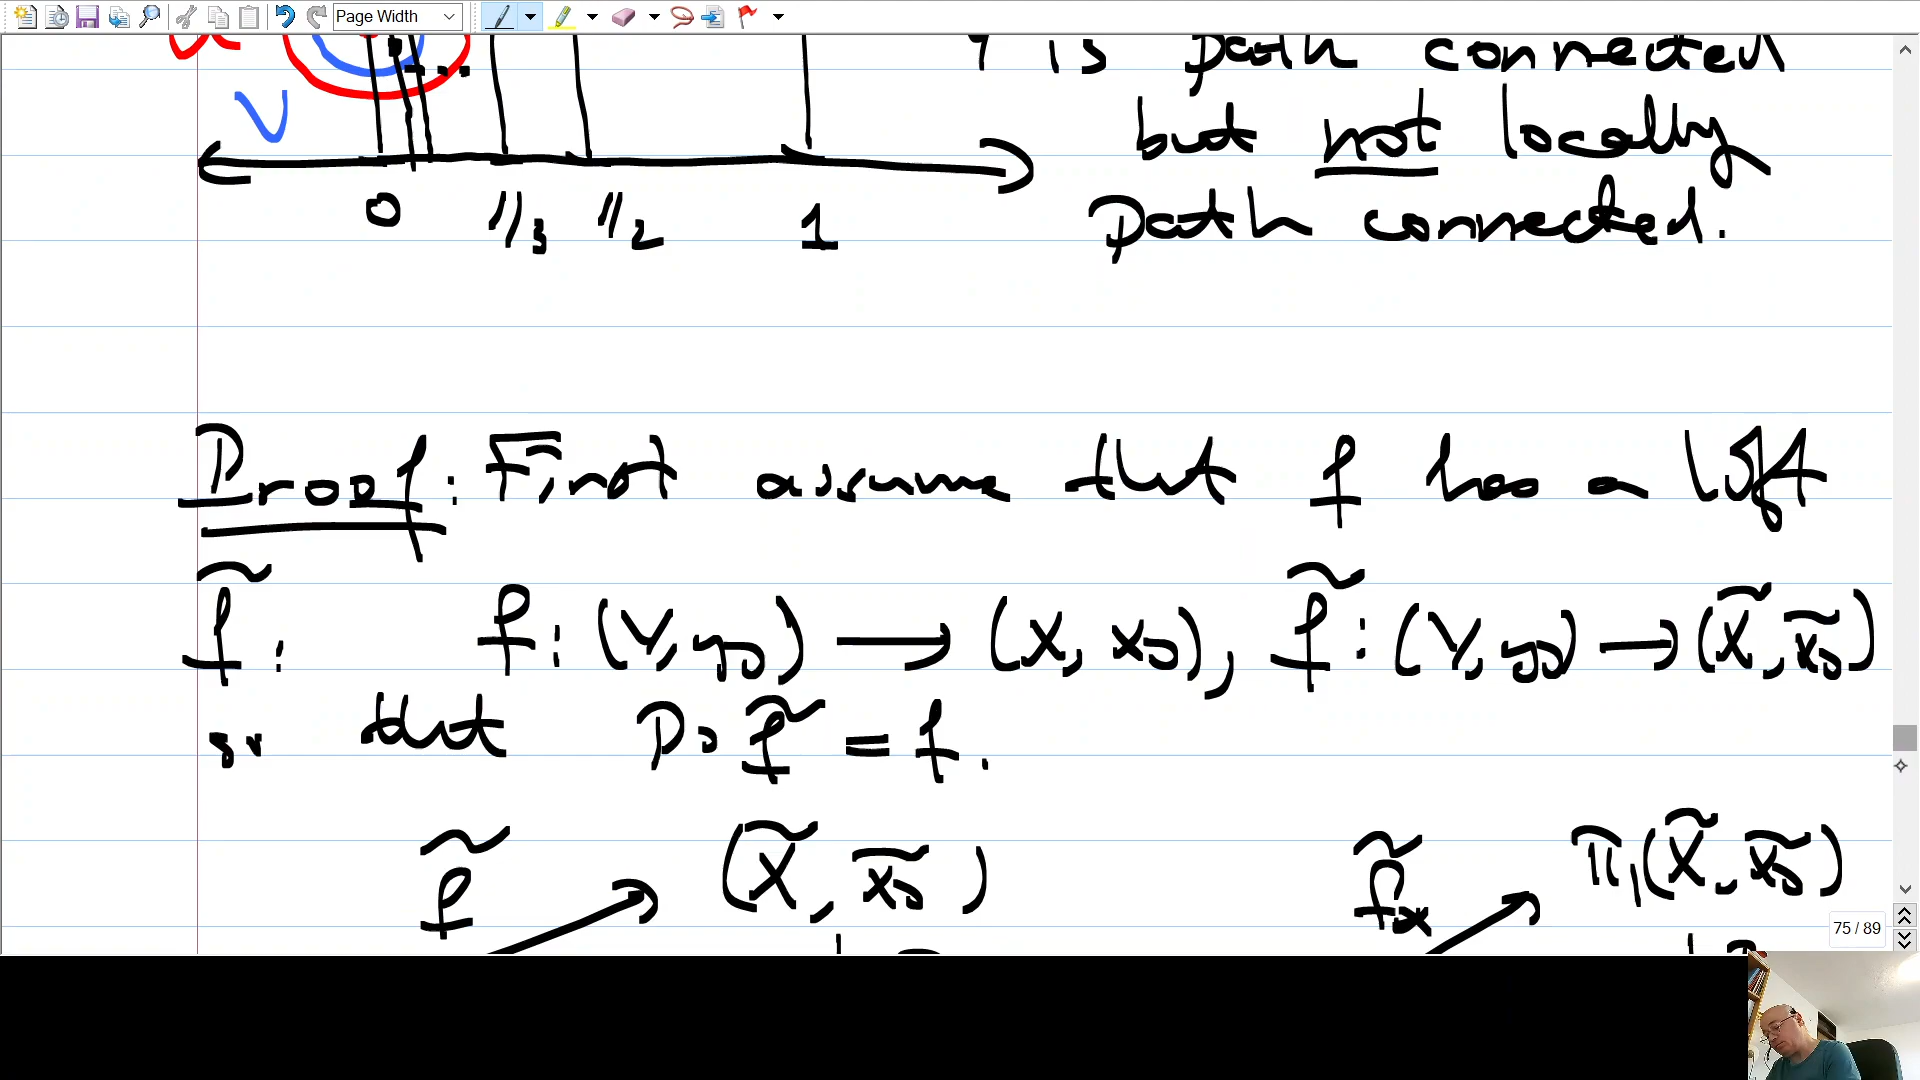 Page Width
Y is path connected
but not locally
path connected.
U
V
0 1/3 1/2 1
Proof: First assume that f has a lift
f̃: f: (Y, y₀) → (X, x₀), f̃: (Y, y₀) → (X̃, x̃₀)
so that p∘f̃ = f.
f̃ (X̃, x̃₀) f̃* π₁(X̃, x̃₀)
75 / 89